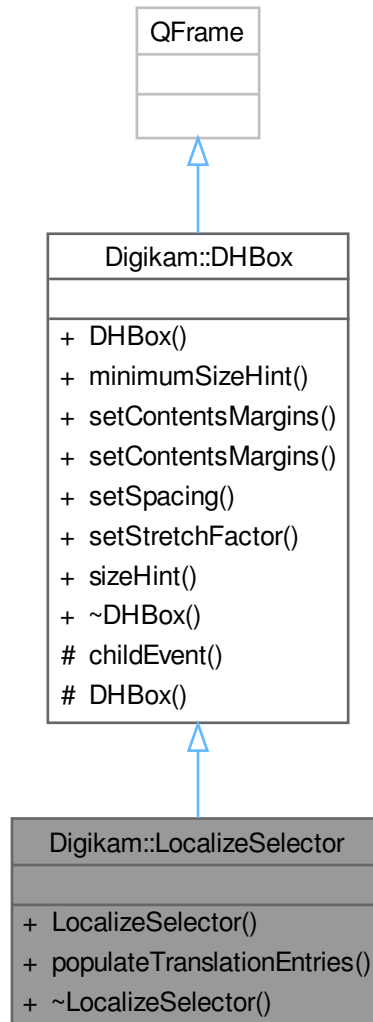 QFrame
Digikam::DHBox
+ DHBox()
+ minimumSizeHint()
+ setContentsMargins()
+ setContentsMargins()
+ setSpacing()
+ setStretchFactor()
+ sizeHint()
+ ~DHBox()
# childEvent()
# DHBox()
Digikam::LocalizeSelector
+ LocalizeSelector()
+ populateTranslationEntries()
+ ~LocalizeSelector()